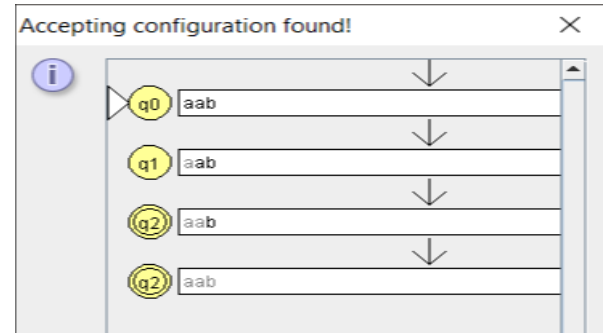 Accepting configuration found!
i
q0 aab
q1 aab
q2 aab
q2 aab